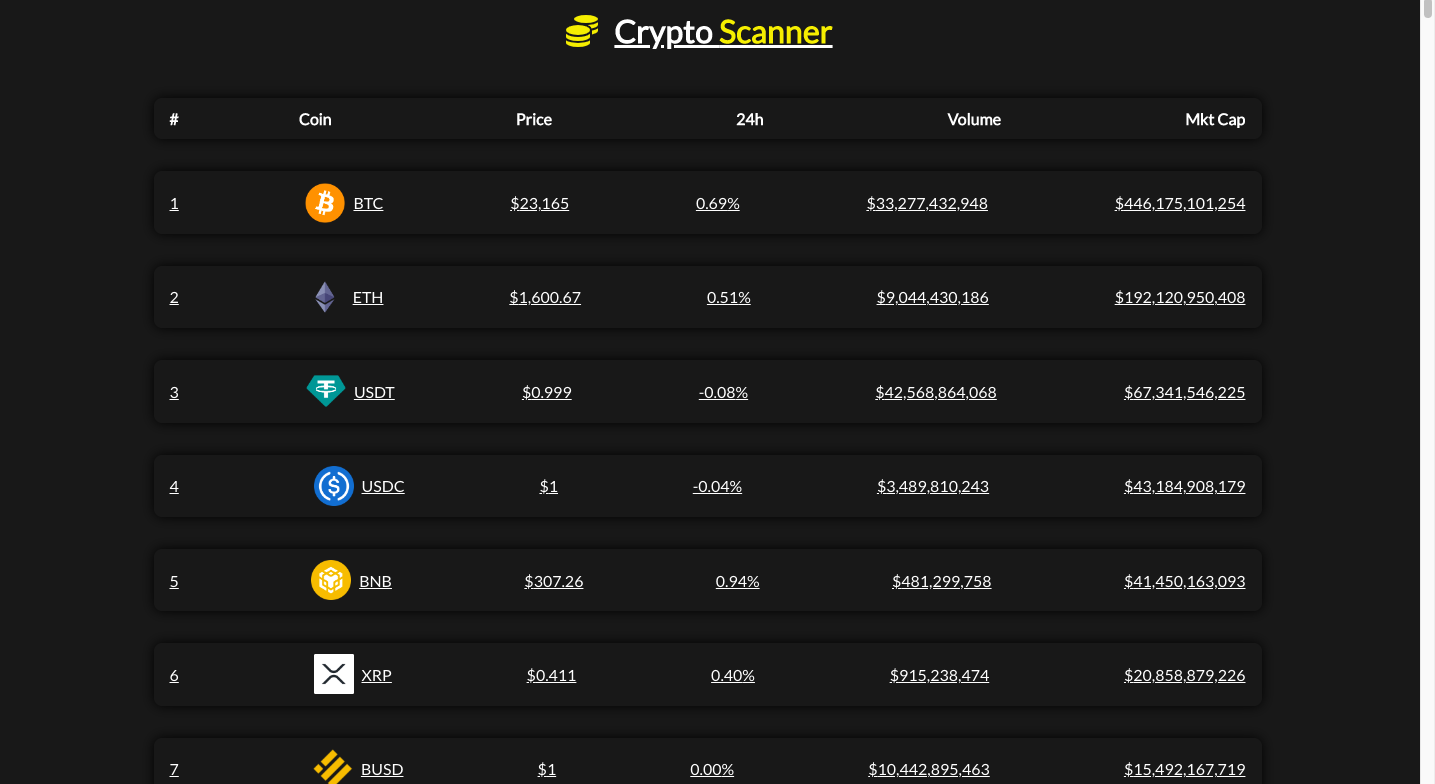 Crypto Scanner
# Coin Price 24h Volume Mkt Cap
1 BTC $23,165 0.69% $33,277,432,948 $446,175,101,254
2 ETH $1,600.67 0.51% $9,044,430,186 $192,120,950,408
3 USDT $0.999 -0.08% $42,568,864,068 $67,341,546,225
4 USDC $1 -0.04% $3,489,810,243 $43,184,908,179
5 BNB $307.26 0.94% $481,299,758 $41,450,163,093
6 XRP $0.411 0.40% $915,238,474 $20,858,879,226
7 BUSD $1 0.00% $10,442,895,463 $15,492,167,719